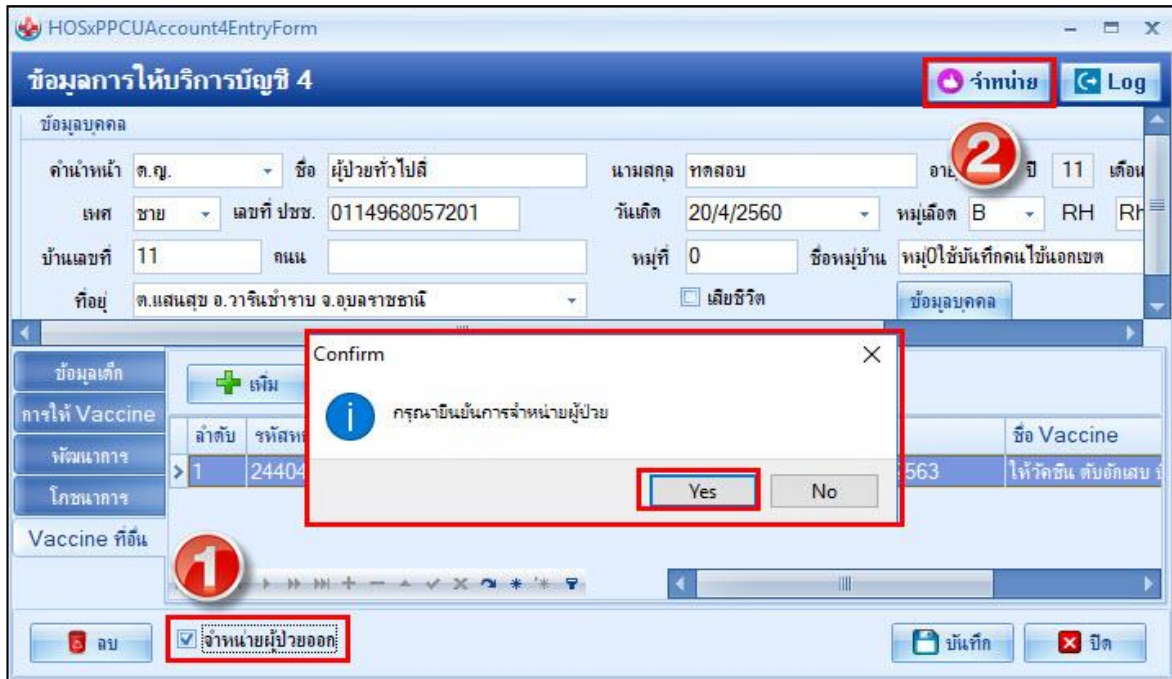 HOSxPPCUAccount4EntryForm
ข้อมูลการให้บริการบัญชี 4 จำหน่าย Log
ข้อมูลบุคคล
คำนำหน้า ด.ญ. ชื่อ ผู้ป่วยทั่วไปสี่ นามสกุล ทดสอบ 2 ปี 11 เดือน
เพศ ชาย เลขที่ ปชช. 0114968057201 วันเกิด 20/4/2560 หมู่เลือด B RH
บ้านเลขที่ 11 ถนน หมู่ที่ 0 ชื่อหมู่บ้าน หมู่0ใช้บันทึกคนไข้นอกเขต
ที่อยู่ ต.แสนสุข อ.วารินชำราบ จ.อุบลราชธานี เสียชีวิต ข้อมูลบุคคล
Confirm
ข้อมูลเด็ก เพิ่ม
กรุณายืนยันการจำหน่ายผู้ป่วย
การให้ Vaccine
ลำดับ ชื่อ Vaccine
พัฒนาการ
1 24404 563 ให้วัคซีน ตับอักเสบ
Yes No
โภชนาการ
Vaccine ที่อื่น
1
ลบ จำหน่ายผู้ป่วยออก บันทึก ปิด